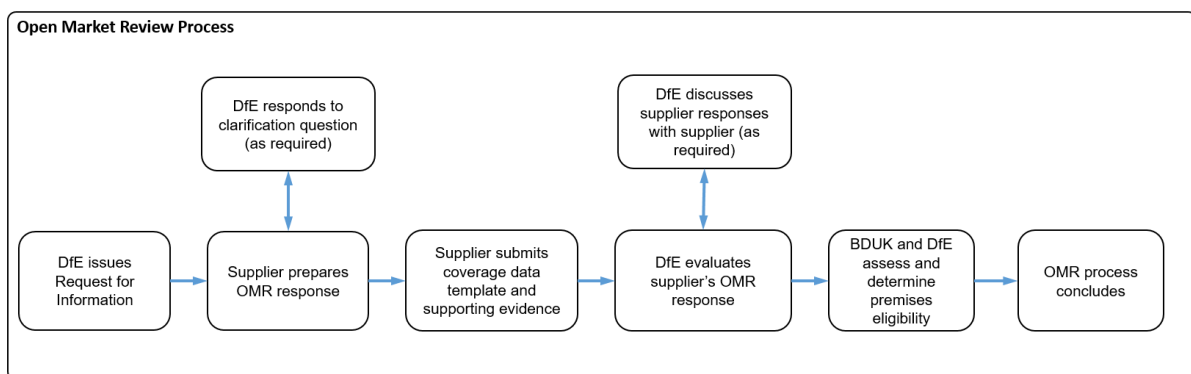 Open Market Review Process
DfE responds to
clarification question
(as required)
DfE discusses
supplier responses
with supplier (as
required)
DfE issues
Request for
Information
Supplier prepares
OMR response
Supplier submits
coverage data
template and
supporting evidence
DfE evaluates
supplier’s OMR
response
BDUK and DfE
assess and
determine
premises
eligibility
OMR process
concludes